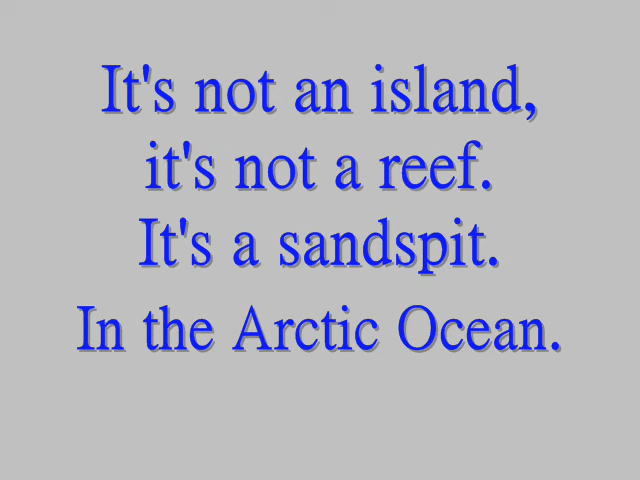 It's not an island,
it's not a reef.
It's a sandspit.
In the Arctic Ocean.